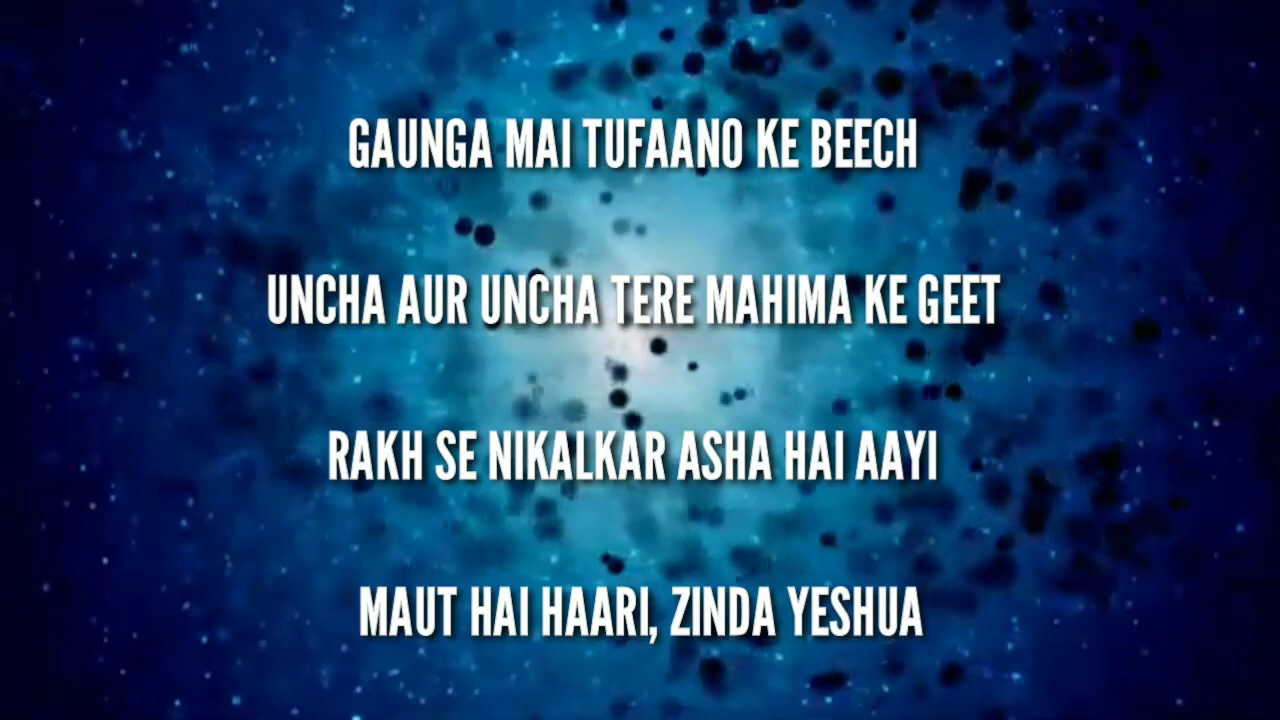 GAUNGA MAI TUFAANO KE BEECH
UNCHA AUR UNCHA TERE MAHIMA KE GEET
RAKH SE NIKALKAR ASHA HAI AAYI
MAUT HAI HAARI, ZINDA YESHUA